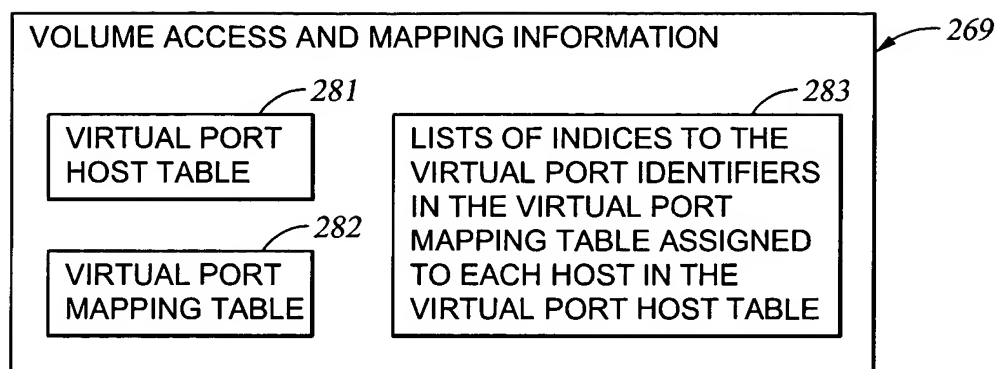 VOLUME ACCESS AND MAPPING INFORMATION
269
281
VIRTUAL PORT
HOST TABLE
282
VIRTUAL PORT
MAPPING TABLE
283
LISTS OF INDICES TO THE
VIRTUAL PORT IDENTIFIERS
IN THE VIRTUAL PORT
MAPPING TABLE ASSIGNED
TO EACH HOST IN THE
VIRTUAL PORT HOST TABLE